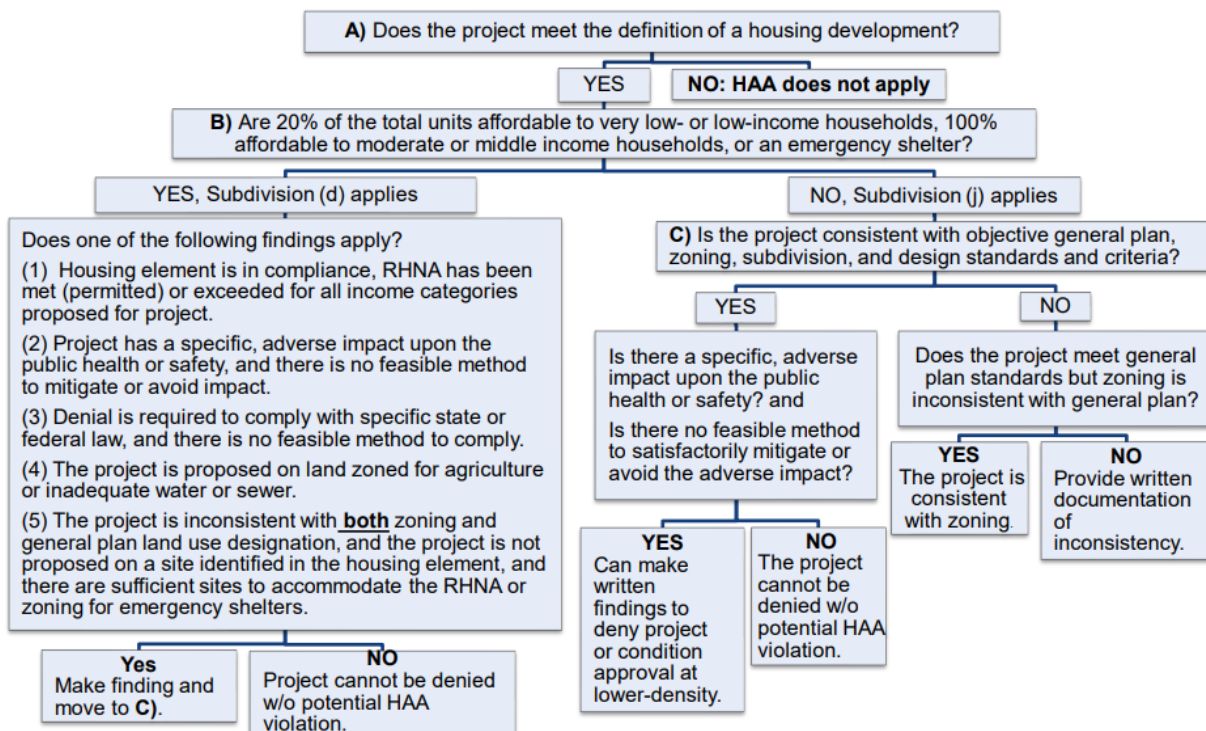 A) Does the project meet the definition of a housing development?
YES
NO: HAA does not apply
B) Are 20% of the total units affordable to very low- or low-income households, 100%
affordable to moderate or middle income households, or an emergency shelter?
YES, Subdivision (d) applies
Does one of the following findings apply?
(1) Housing element is in compliance, RHNA has been
met (permitted) or exceeded for all income categories
proposed for project.
(2) Project has a specific, adverse impact upon the
public health or safety, and there is no feasible method
to mitigate or avoid impact.
(3) Denial is required to comply with specific state or
federal law, and there is no feasible method to comply.
(4) The project is proposed on land zoned for agriculture
or inadequate water or sewer.
(5) The project is inconsistent with both zoning and
general plan land use designation, and the project is not
proposed on a site identified in the housing element, and
there are sufficient sites to accommodate the RHNA or
zoning for emergency shelters.
Yes
Make finding and
move to C).
NO
Project cannot be denied
w/o potential HAA
violation.
NO, Subdivision (j) applies
C) Is the project consistent with objective general plan,
zoning, subdivision, and design standards and criteria?
YES
Is there a specific, adverse
impact upon the public
health or safety? and
Is there no feasible method
to satisfactorily mitigate or
avoid the adverse impact?
YES
Can make
written
findings to
deny project
or condition
approval at
lower-density.
NO
The project
cannot be
denied w/o
potential HAA
violation.
NO
Does the project meet general
plan standards but zoning is
inconsistent with general plan?
YES
The project is
consistent
with zoning.
NO
Provide written
documentation
of
inconsistency.